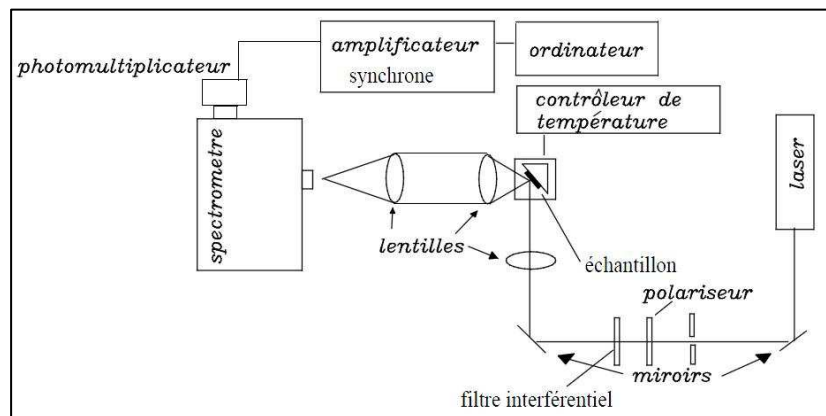 amplificateur
synchrone
ordinateur
photomultiplicateur
contrôleur de
température
laser
spectrometre
lentilles
échantillon
polariseur
miroirs
filtre interférentiel